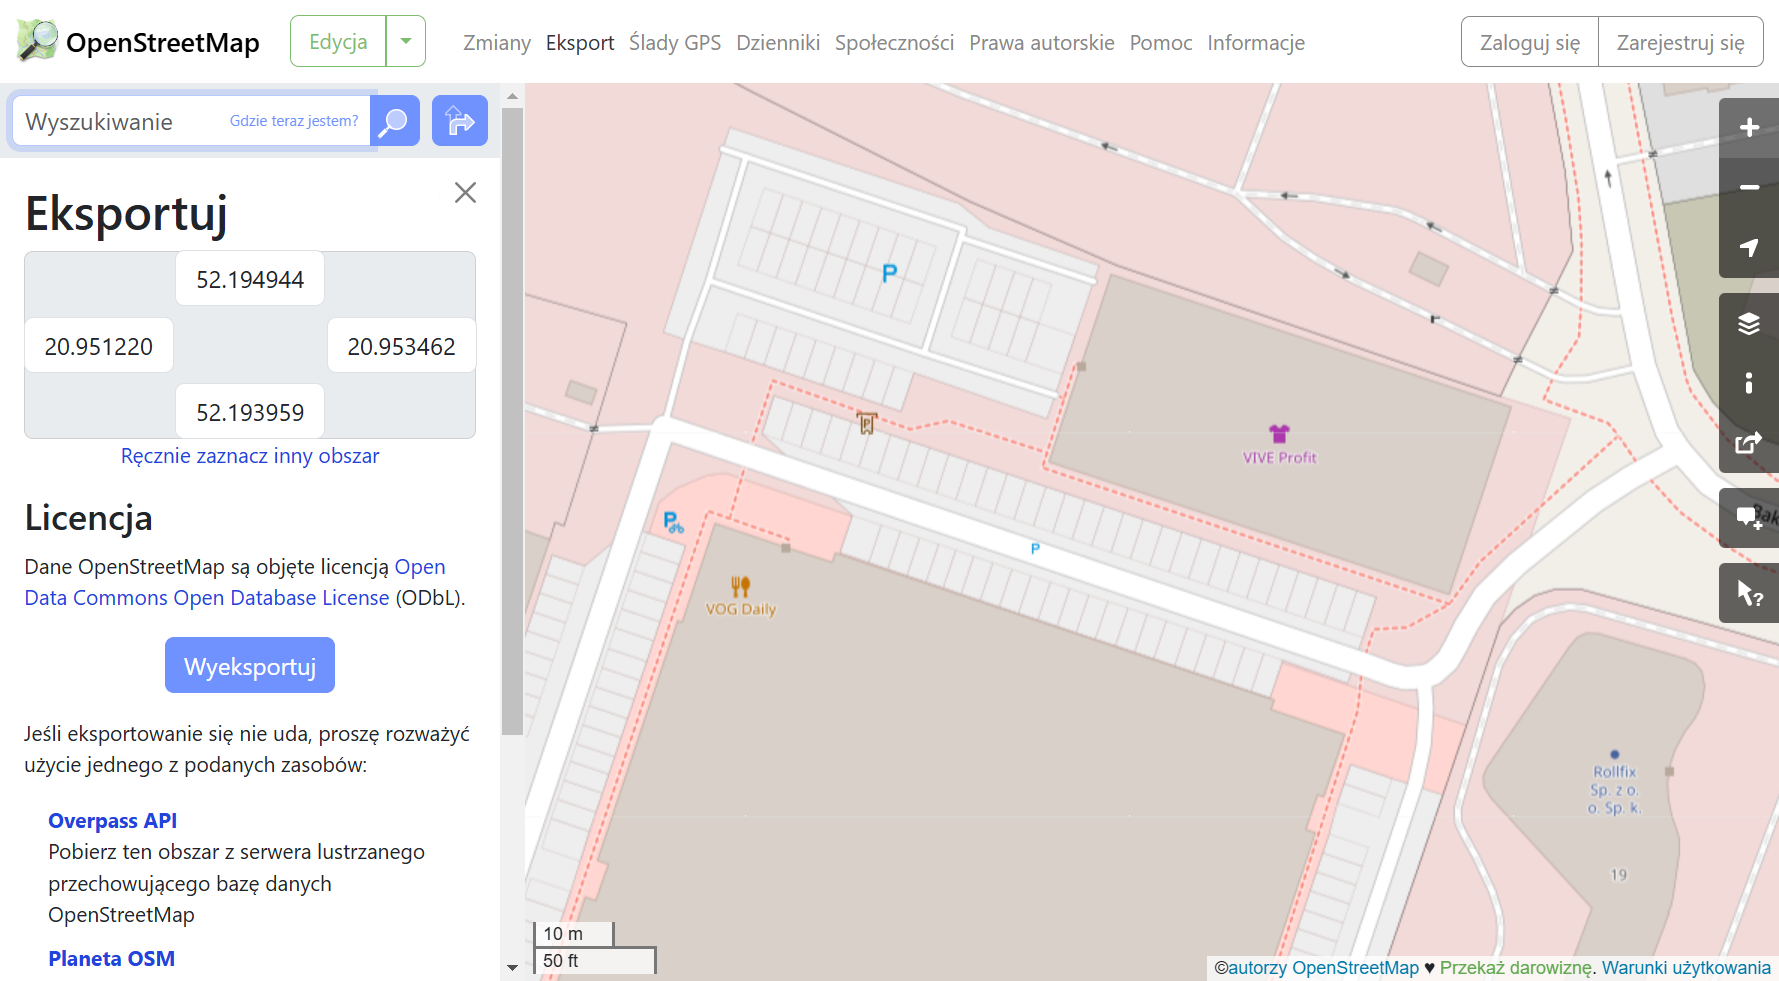 OpenStreetMap
Edycja
Zmiany Eksport Ślady GPS Dzienniki Społeczności Prawa autorskie Pomoc Informacje
Zaloguj się Zarejestruj się
Wyszukiwanie Gdzie teraz jestem?
Eksportuj
52.194944
20.951220 20.953462
52.193959
Ręcznie zaznacz inny obszar
Licencja
Dane OpenStreetMap są objęte licencją Open
Data Commons Open Database License (ODbL).
Wyeksportuj
Jeśli eksportowanie się nie uda, proszę rozważyć
użycie jednego z podanych zasobów:
Overpass API
Pobierz ten obszar z serwera lustrzanego
przechowującego bazę danych
OpenStreetMap
Planeta OSM
P
P
VIVE Profit
P
P
VOG Daily
Rollfix
Sp. z o.
o. Sp. k.
19
10 m
50 ft
©autorzy OpenStreetMap ♥ Przekaż darowiznę. Warunki użytkowania